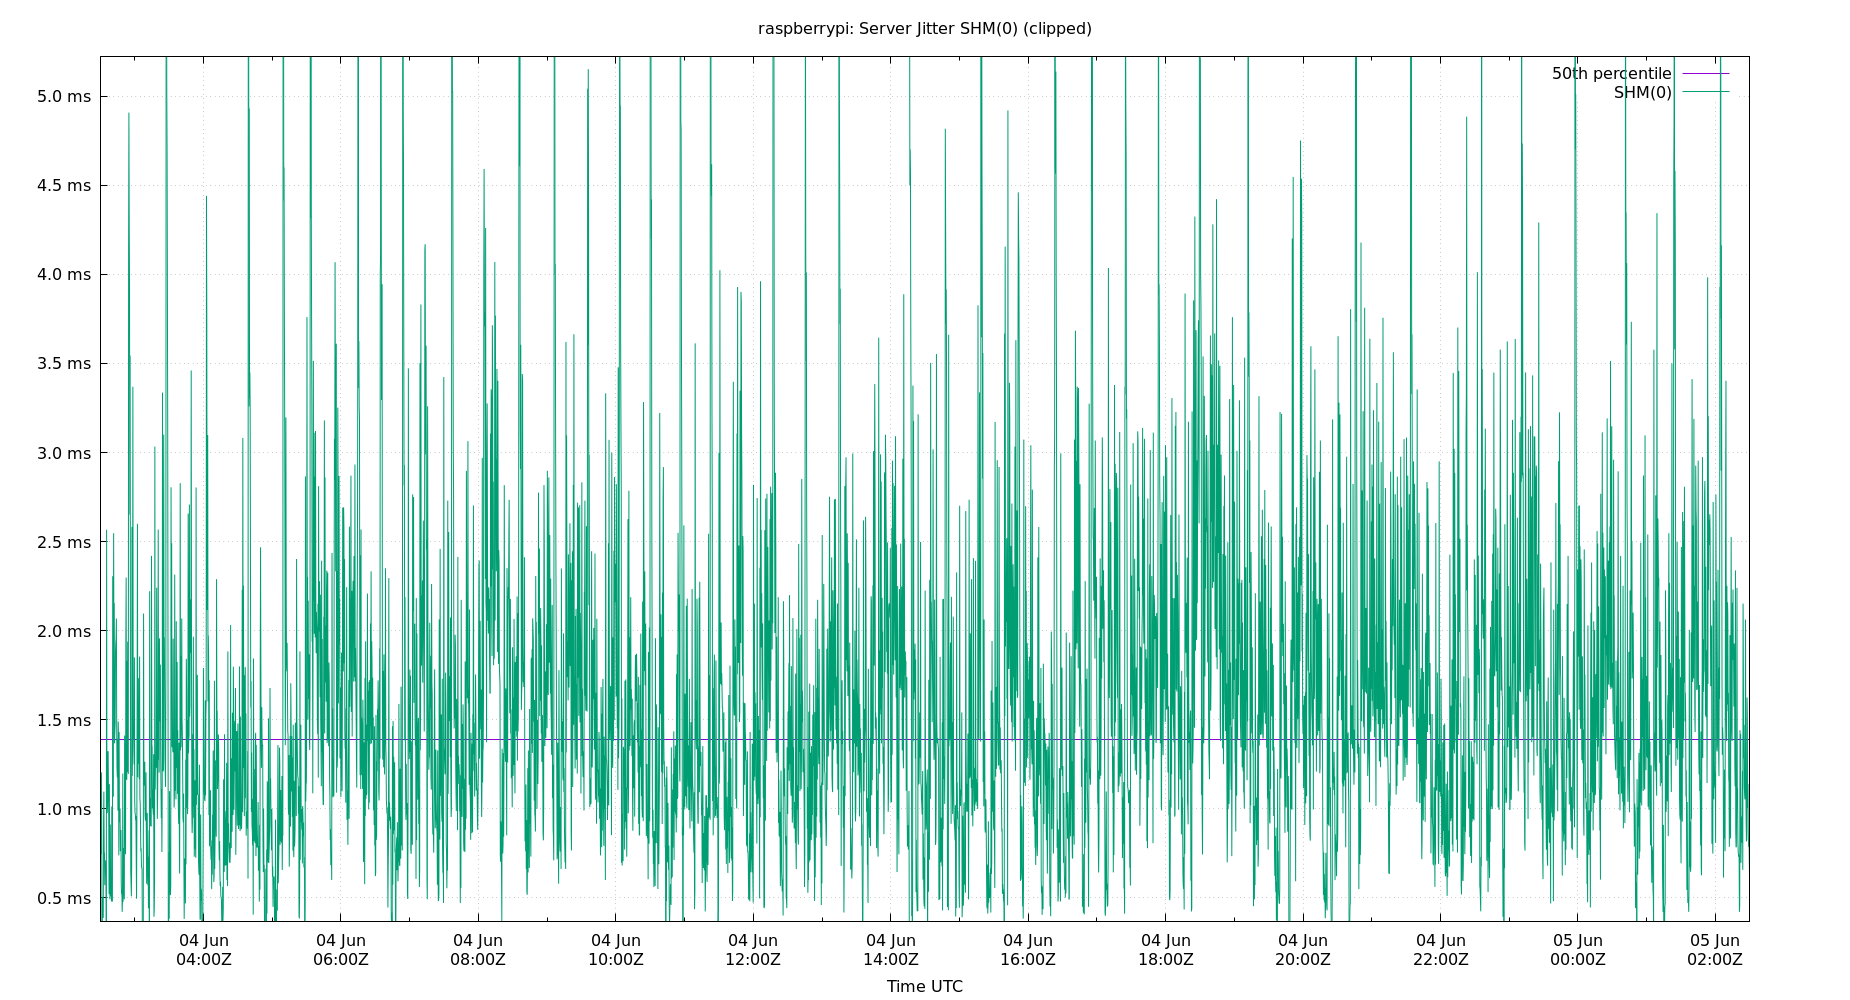 raspberrypi: Server Jitter SHM(0) (clipped)
50th percentile
SHM(0)
5.0 ms
4.5 ms
4.0 ms
3.5 ms
3.0 ms
2.5 ms
2.0 ms
1.5 ms
1.0 ms
0.5 ms
04 Jun 04 Jun 04 Jun 04 Jun 04 Jun 04 Jun 04 Jun 04 Jun 04 Jun 04 Jun 05 Jun 05 Jun
04:00Z 06:00Z 08:00Z 10:00Z 12:00Z 14:00Z 16:00Z 18:00Z 20:00Z 22:00Z 00:00Z 02:00Z
Time UTC